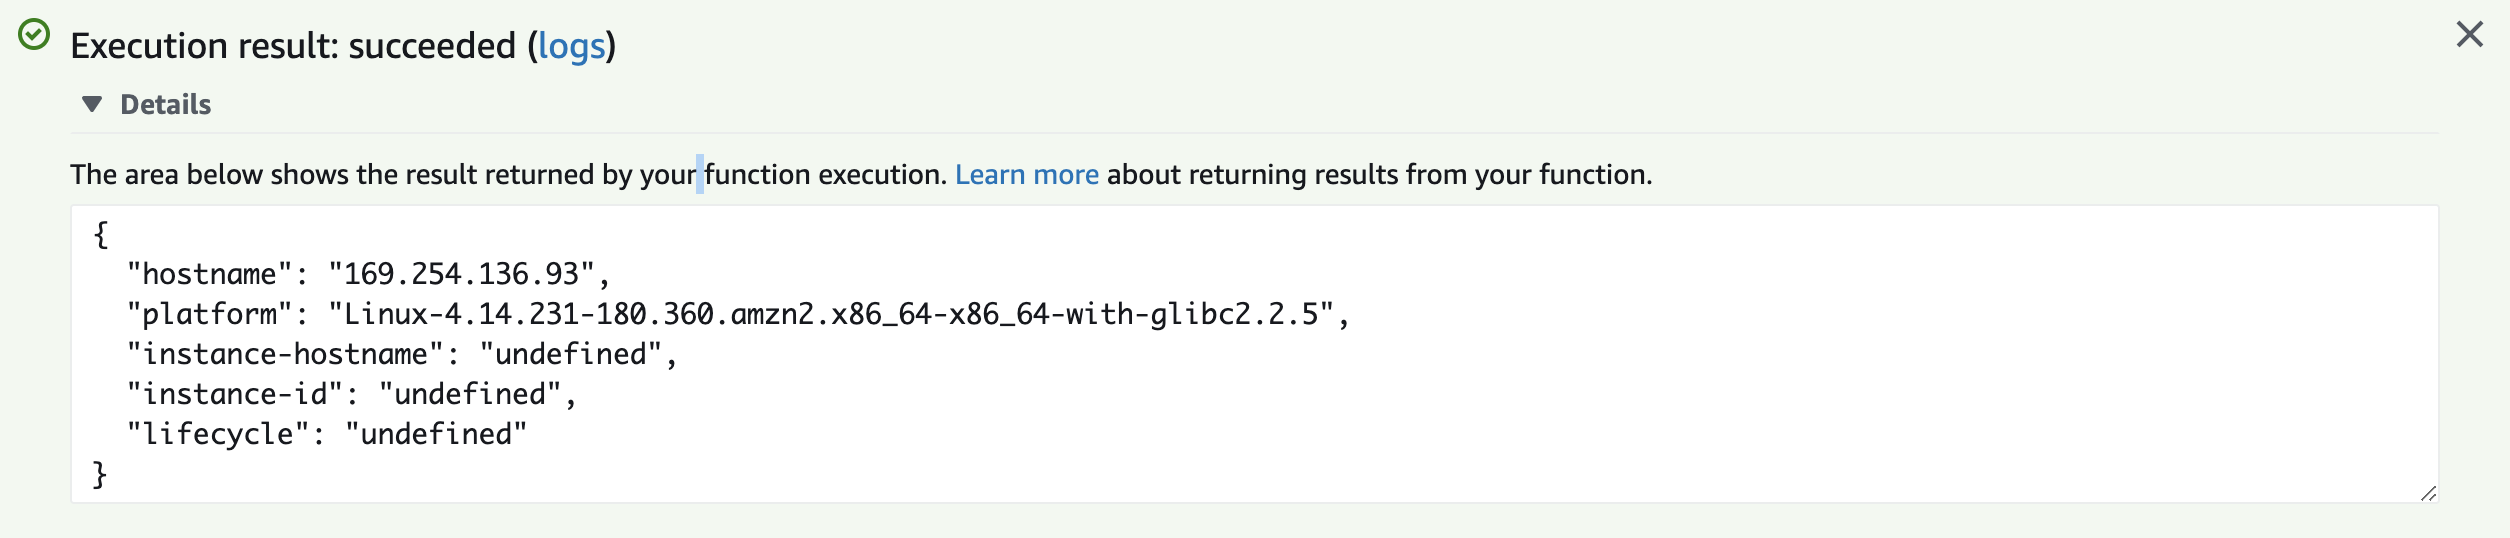 Execution result: succeeded (logs)
Details
The area below shows the result returned by your function execution. Learn more about returning results from your function.
{
  "hostname": "169.254.136.93",
  "platform": "Linux-4.14.231-180.360.amzn2.x86_64-x86_64-with-glibc2.2.5",
  "instance-hostname": "undefined",
  "instance-id": "undefined",
  "lifecycle": "undefined"
}